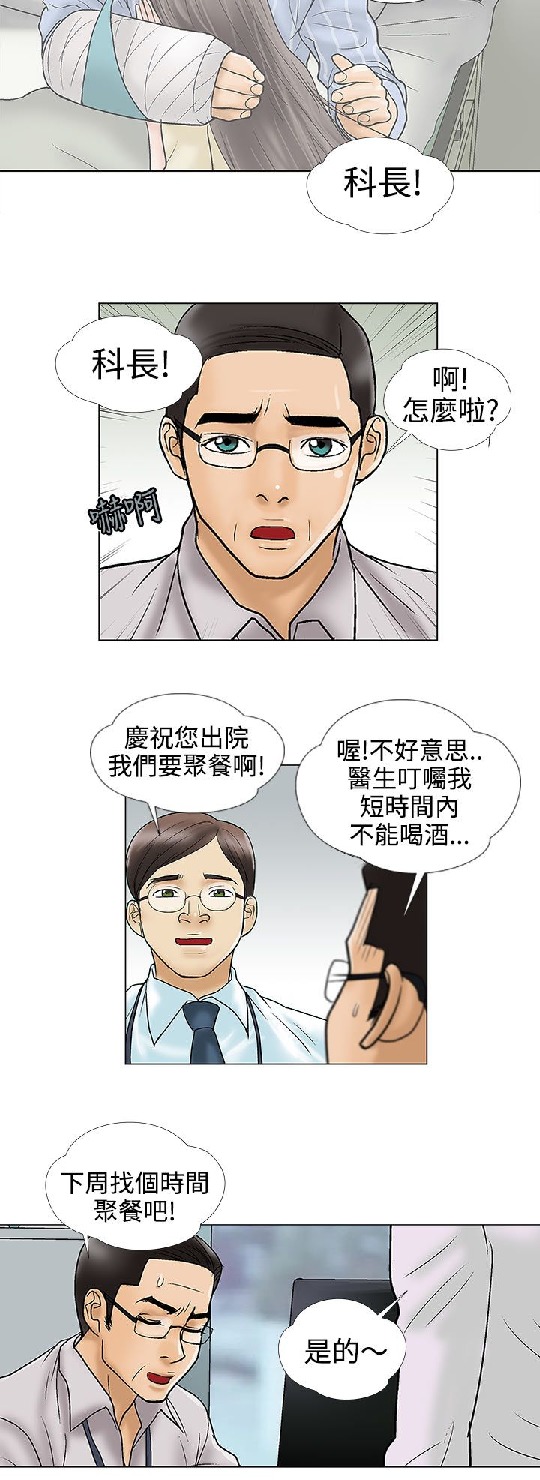 科長!
科長!
啊!
怎麼啦?
嚇啊
慶祝您出院
我們要聚餐啊!
喔!不好意思..
醫生叮囑我
短時間內
不能喝酒...
下周找個時間
聚餐吧!
是的～